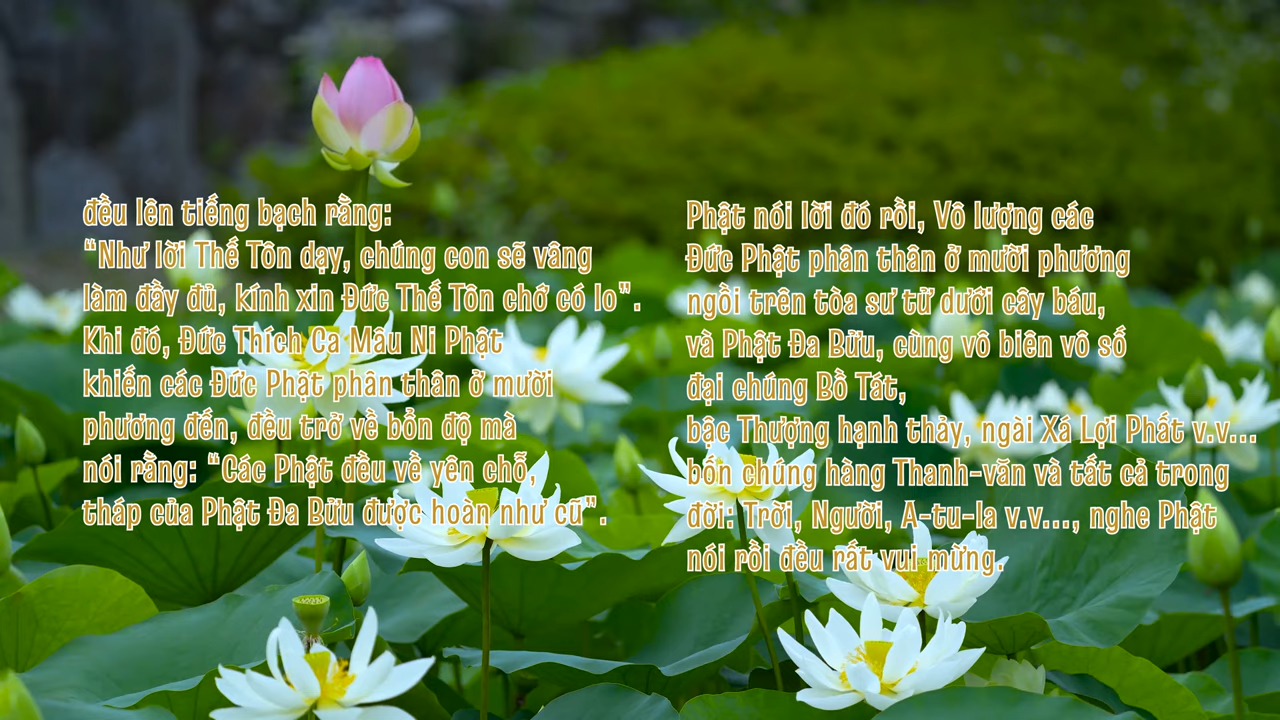 đều lên tiếng bạch rằng:
“Như lời Thế Tôn dạy, chúng con sẽ vâng
làm đầy đủ, kính xin Đức Thế Tôn chớ có lo”.
Khi đó, Đức Thích Ca Mâu Ni Phật
khiến các Đức Phật phân thân ở mười
phương đến, đều trở về bổn độ mà
nói rằng: “Các Phật đều về yên chỗ,
tháp của Phật Đa Bửu được hoàn như cũ”.
Phật nói lời đó rồi, Vô lượng các
Đức Phật phân thân ở mười phương
ngồi trên tòa sư tử dưới cây báu,
và Phật Đa Bửu, cùng vô biên vô số
đại chúng Bồ Tát,
bậc Thượng hạnh thảy, ngài Xá Lợi Phất v.v...
bốn chúng hàng Thanh-văn và tất cả trong
đời: Trời, Người, A-tu-la v.v..., nghe Phật
nói rồi đều rất vui mừng.